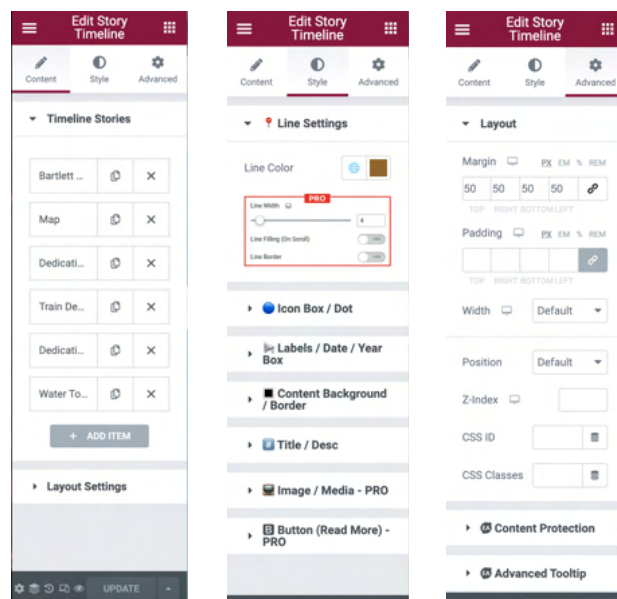 Edit Story
Timeline
Content
Style
Advanced
Timeline Stories
Bartlett ...
Map
Dedicati...
Train De...
Dedicati...
Water To...
+ ADD ITEM
Layout Settings
UPDATE
Edit Story
Timeline
Content
Style
Advanced
Line Settings
Line Color
PRO
Line Width
4
Line Filling (On Scroll)
Line Border
Icon Box / Dot
Labels / Date / Year
Box
Content Background
/ Border
Title / Desc
Image / Media - PRO
Button (Read More) -
PRO
Edit Story
Timeline
Content
Style
Advanced
Layout
Margin PX EM % REM
50 50 50 50
TOP RIGHT BOTTOM LEFT
Padding PX EM % REM
TOP RIGHT BOTTOM LEFT
Width Default
Position Default
Z-Index
CSS ID
CSS Classes
EA Content Protection
EA Advanced Tooltip